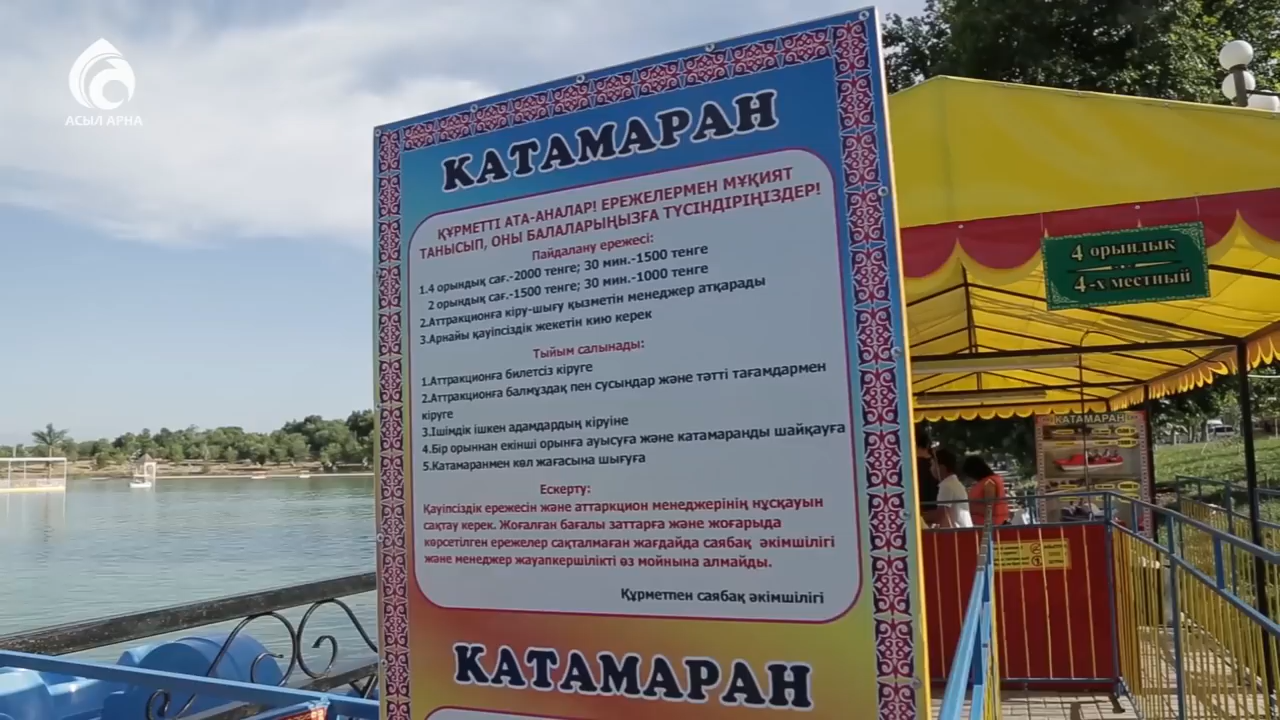 АСЫЛ АРНА
КАТАМАРАН
ҚҰРМЕТТІ АТА-АНАЛАР! ЕРЕЖЕЛЕРМЕН МҰҚИЯТ
ТАНЫСЫП, ОНЫ БАЛАЛАРЫҢЫЗҒА ТҮСІНДІРІҢІЗДЕР!
Пайдалану ережесі:
1.4 орындық сағ.-2000 тенге; 30 мин.-1500 тенге
2 орындық сағ.-1500 тенге; 30 мин.-1000 тенге
2.Аттракционға кіру-шығу қызметін менеджер атқарады
3.Арнайы қауіпсіздік жекетін кию керек
Тыйым салынады:
1.Аттракционға билетсіз кіруге
2.Аттракционға балмұздақ пен сусындар және тәтті тағамдармен
кіруге
3.Ішімдік ішкен адамдардың кіруіне
4.Бір орыннан екінші орынға ауысуға және катамаранды шайқауға
5.Катамаранмен көл жағасына шығуға
Ескерту:
Қауіпсіздік ережесін және аттаркцион менеджерінің нұсқауын
сақтау керек. Жоғалған бағалы заттарға және жоғарыда
көрсетілген ережелер сақталмаған жағдайда саябақ әкімшілігі
және менеджер жауапкершілікті өз мойнына алмайды.
Құрметпен саябақ әкімшілігі
КАТАМАРАН
4 орындық
4-х местный
КАТАМАРАН